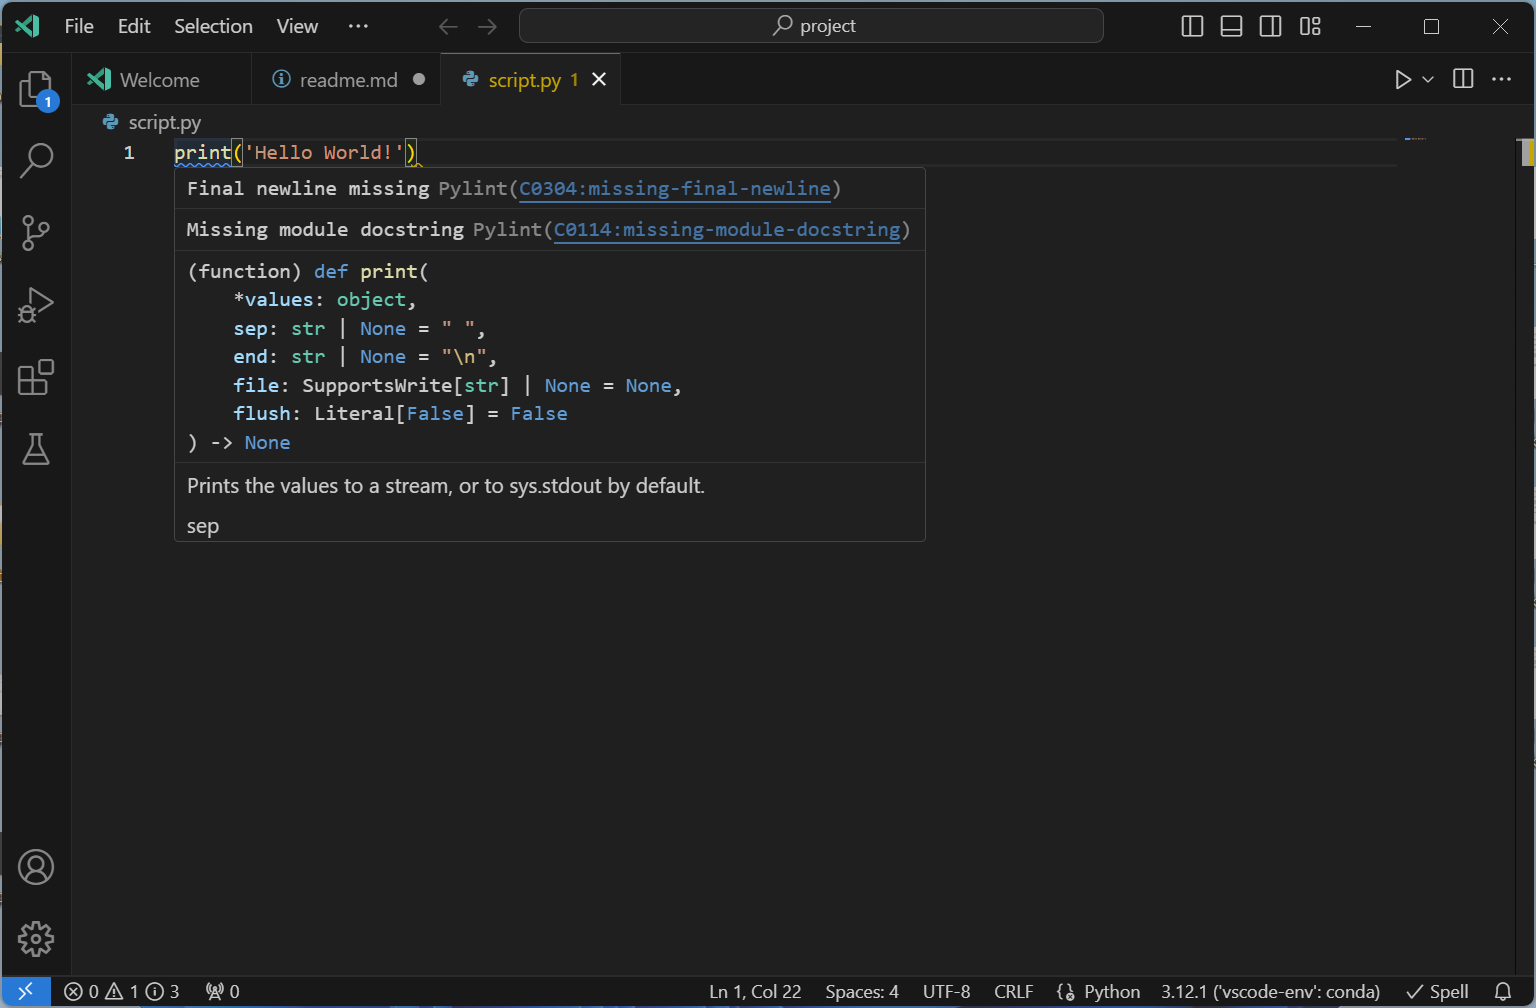 File Edit Selection View ··· project
Welcome readme.md script.py 1
1
script.py
1 print('Hello World!')
Final newline missing Pylint(C0304:missing-final-newline)
Missing module docstring Pylint(C0114:missing-module-docstring)
(function) def print(
*values: object,
sep: str | None = " ",
end: str | None = "\n",
file: SupportsWrite[str] | None = None,
flush: Literal[False] = False
) -> None
Prints the values to a stream, or to sys.stdout by default.
sep
0 1 3 0 Ln 1, Col 22 Spaces: 4 UTF-8 CRLF Python 3.12.1 ('vscode-env': conda) Spell